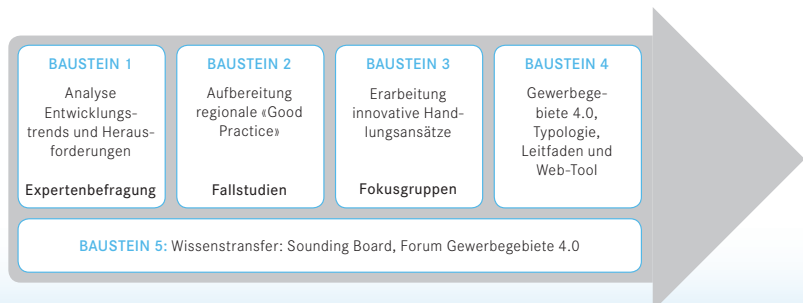 BAUSTEIN 1
Analyse
Entwicklungs-
trends und Heraus-
forderungen
Expertenbefragung
BAUSTEIN 2
Aufbereitung
regionale «Good
Practice»
Fallstudien
BAUSTEIN 3
Erarbeitung
innovative Hand-
lungsansätze
Fokusgruppen
BAUSTEIN 4
Gewerbege-
biete 4.0,
Typologie,
Leitfaden und
Web-Tool
BAUSTEIN 5: Wissenstransfer: Sounding Board, Forum Gewerbegebiete 4.0